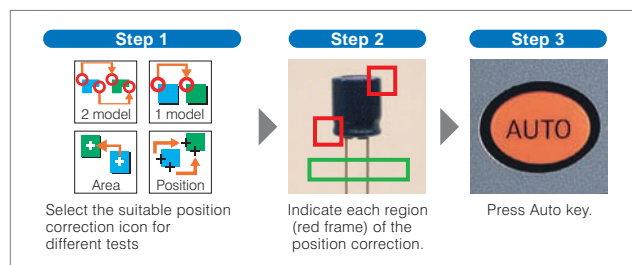 Step 1
Step 2
Step 3
2 model
1 model
Area
Position
AUTO
Select the suitable position
correction icon for
different tests
Indicate each region
(red frame) of the
position correction.
Press Auto key.